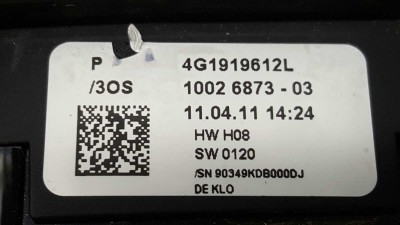 P 4G1919612L
/3OS 1002 6873 - 03
11.04.11 14:24
HW H08
SW 0120
/SN 90349KDB000DJ
DE KLO